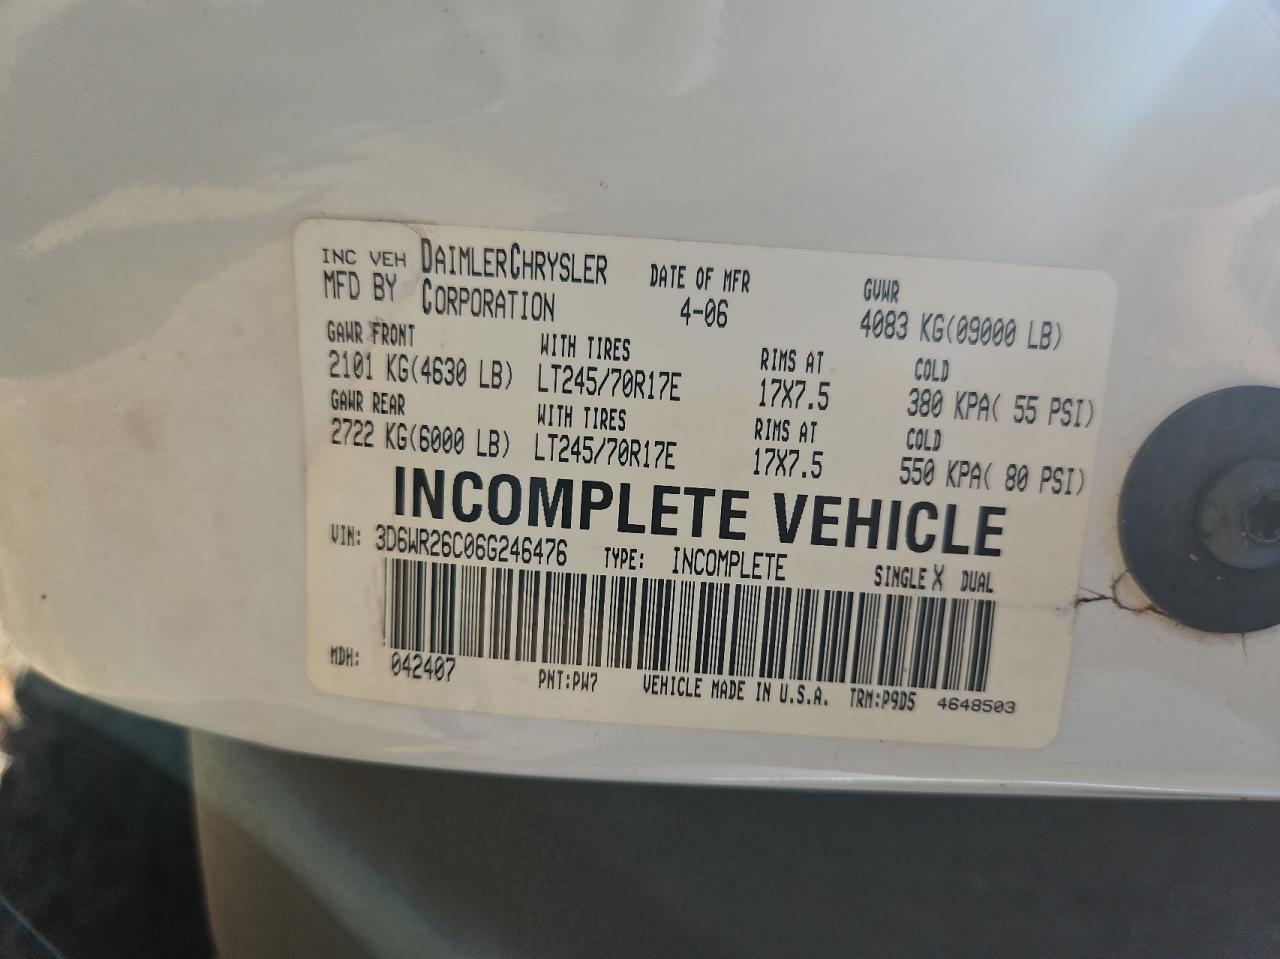 INC VEH DAIMLERCHRYSLER DATE OF MFR GVWR
MFD BY CORPORATION 4-06 4083 KG(09000 LB)
GAWR FRONT WITH TIRES RIMS AT COLD
2101 KG(4630 LB) LT245/70R17E 17X7.5 380 KPA( 55 PSI)
GAWR REAR WITH TIRES RIMS AT COLD
2722 KG(6000 LB) LT245/70R17E 17X7.5 550 KPA( 80 PSI)
INCOMPLETE VEHICLE
VIN: 3D6WR26C06G246476 TYPE: INCOMPLETE SINGLE X DUAL
MDH: 042407 PNT:PW7 VEHICLE MADE IN U.S.A. TRM:P9D5 4648503